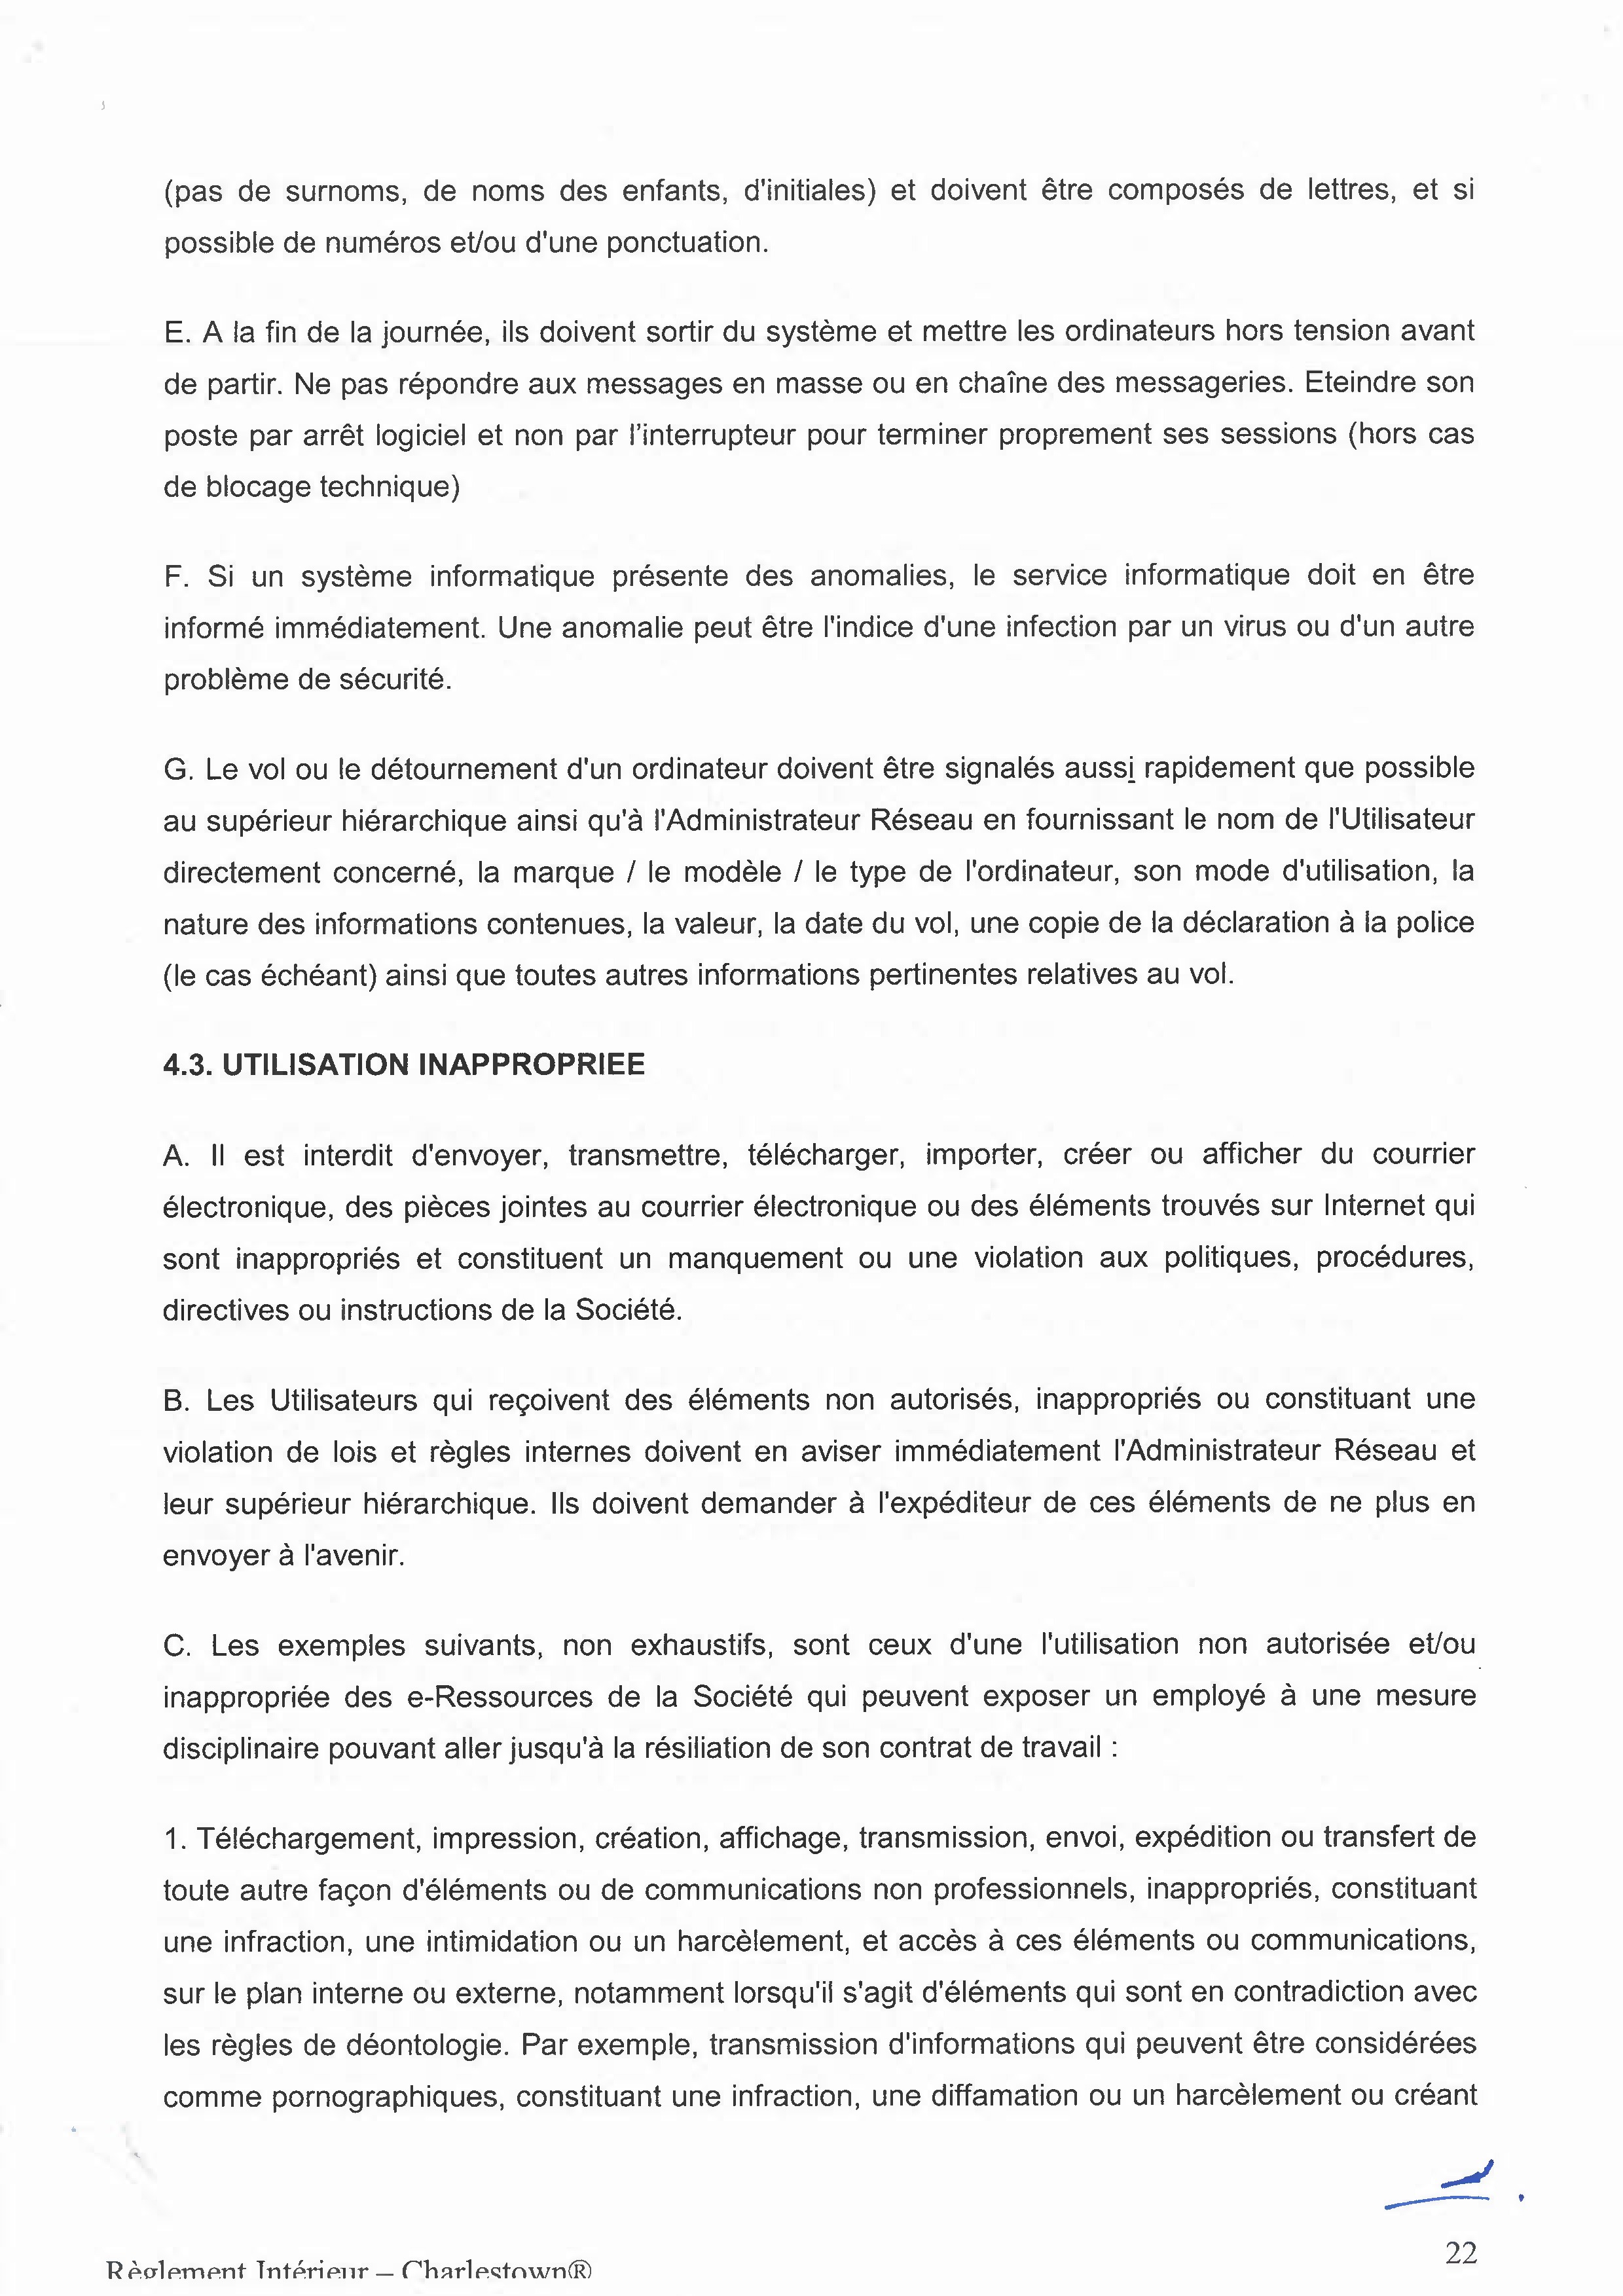 (pas de surnoms, de noms des enfants, d'initiales) et doivent être composés de lettres, et si
possible de numéros et/ou d'une ponctuation.
E. A la fin de la journée, ils doivent sortir du système et mettre les ordinateurs hors tension avant
de partir. Ne pas répondre aux messages en masse ou en chaîne des messageries. Eteindre son
poste par arrêt logiciel et non par l'interrupteur pour terminer proprement ses sessions (hors cas
de blocage technique)
F. Si un système informatique présente des anomalies, le service informatique doit en être
informé immédiatement. Une anomalie peut être l'indice d'une infection par un virus ou d'un autre
problème de sécurité.
G. Le vol ou le détournement d'un ordinateur doivent être signalés aussi rapidement que possible
au supérieur hiérarchique ainsi qu'à l'Administrateur Réseau en fournissant le nom de l'Utilisateur
directement concerné, la marque / le modèle / le type de l'ordinateur, son mode d'utilisation, la
nature des informations contenues, la valeur, la date du vol, une copie de la déclaration à la police
(le cas échéant) ainsi que toutes autres informations pertinentes relatives au vol.
4.3. UTILISATION INAPPROPRIEE
A. Il est interdit d'envoyer, transmettre, télécharger, importer, créer ou afficher du courrier
électronique, des pièces jointes au courrier électronique ou des éléments trouvés sur Internet qui
sont inappropriés et constituent un manquement ou une violation aux politiques, procédures,
directives ou instructions de la Société.
B. Les Utilisateurs qui reçoivent des éléments non autorisés, inappropriés ou constituant une
violation de lois et règles internes doivent en aviser immédiatement l'Administrateur Réseau et
leur supérieur hiérarchique. Ils doivent demander à l'expéditeur de ces éléments de ne plus en
envoyer à l'avenir.
C. Les exemples suivants, non exhaustifs, sont ceux d'une l'utilisation non autorisée et/ou
inappropriée des e-Ressources de la Société qui peuvent exposer un employé à une mesure
disciplinaire pouvant aller jusqu'à la résiliation de son contrat de travail :
1. Téléchargement, impression, création, affichage, transmission, envoi, expédition ou transfert de
toute autre façon d'éléments ou de communications non professionnels, inappropriés, constituant
une infraction, une intimidation ou un harcèlement, et accès à ces éléments ou communications,
sur le plan interne ou externe, notamment lorsqu'il s'agit d'éléments qui sont en contradiction avec
les règles de déontologie. Par exemple, transmission d'informations qui peuvent être considérées
comme pornographiques, constituant une infraction, une diffamation ou un harcèlement ou créant
22
Règlement Intérieur – Charlestown®